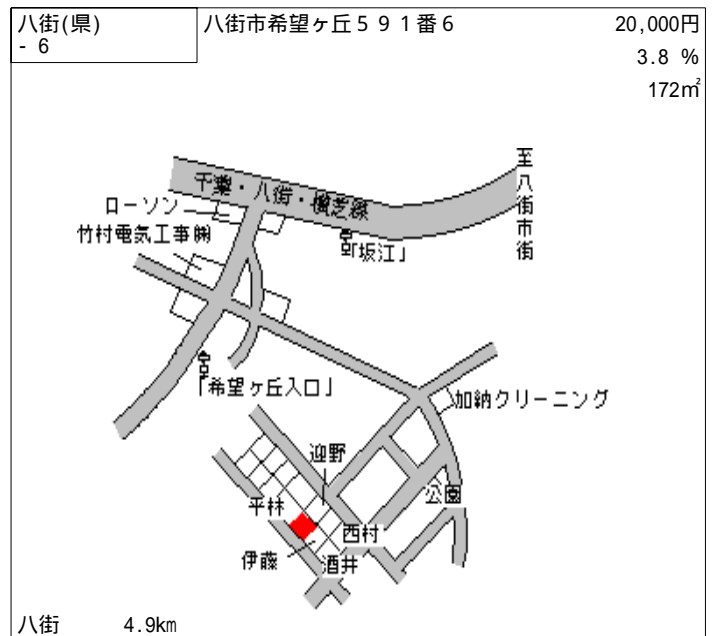 八街(県)
- 6
八街市希望ヶ丘５９１番６
20,000円
3.8 %
172㎡
至八街市街
千葉・八街・横芝線
ローソン
竹村電気工事㈱
「坂江」
「希望ヶ丘入口」
加納クリーニング
迎野
公園
平林
西村
伊藤
酒井
八街 4.9km